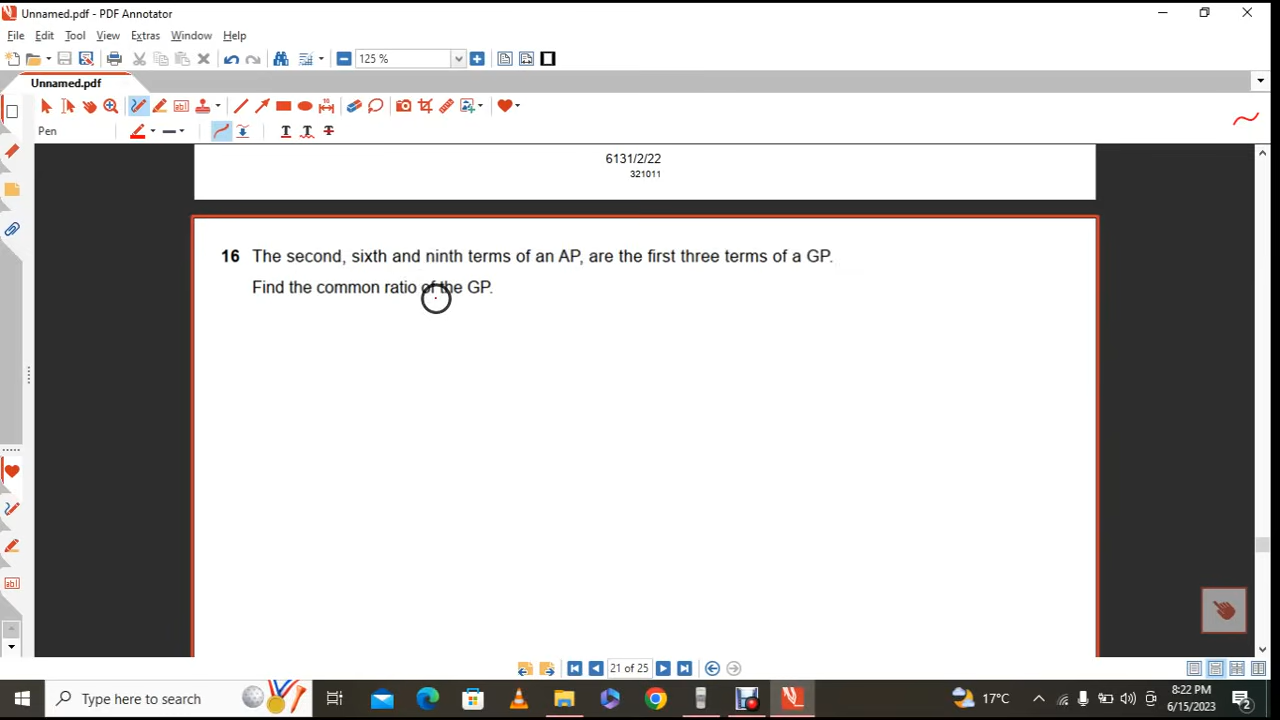 Unnamed.pdf - PDF Annotator
File Edit Tool View Extras Window Help
125 %
Unnamed.pdf
Pen
6131/2/22
321011
16 The second, sixth and ninth terms of an AP, are the first three terms of a GP.
Find the common ratio of the GP.
21 of 25
Type here to search
17°C
8:22 PM
6/15/2023
2